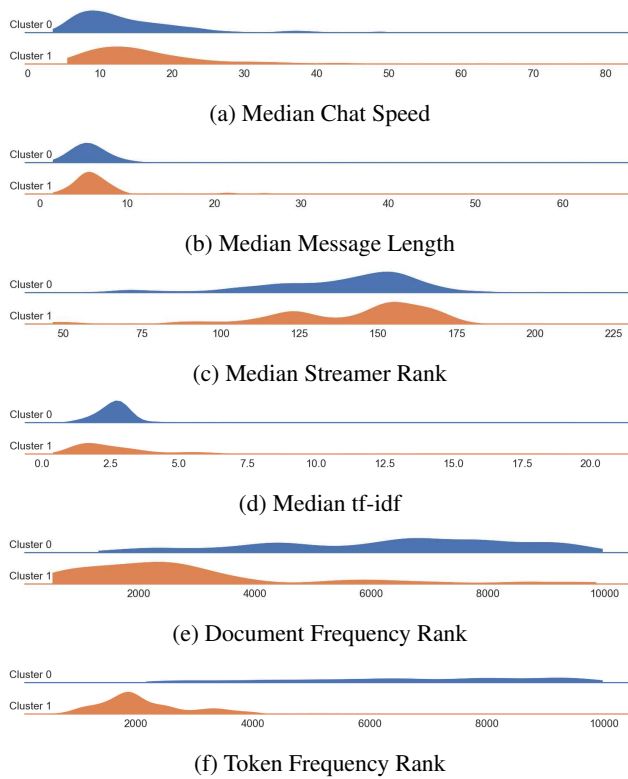 Cluster 0
Cluster 1
0 10 20 30 40 50 60 70 80
(a) Median Chat Speed
Cluster 0
Cluster 1
0 10 20 30 40 50 60
(b) Median Message Length
Cluster 0
Cluster 1
50 75 100 125 150 175 200 225
(c) Median Streamer Rank
Cluster 0
Cluster 1
0.0 2.5 5.0 7.5 10.0 12.5 15.0 17.5 20.0
(d) Median tf-idf
Cluster 0
Cluster 1
2000 4000 6000 8000 10000
(e) Document Frequency Rank
Cluster 0
Cluster 1
2000 4000 6000 8000 10000
(f) Token Frequency Rank